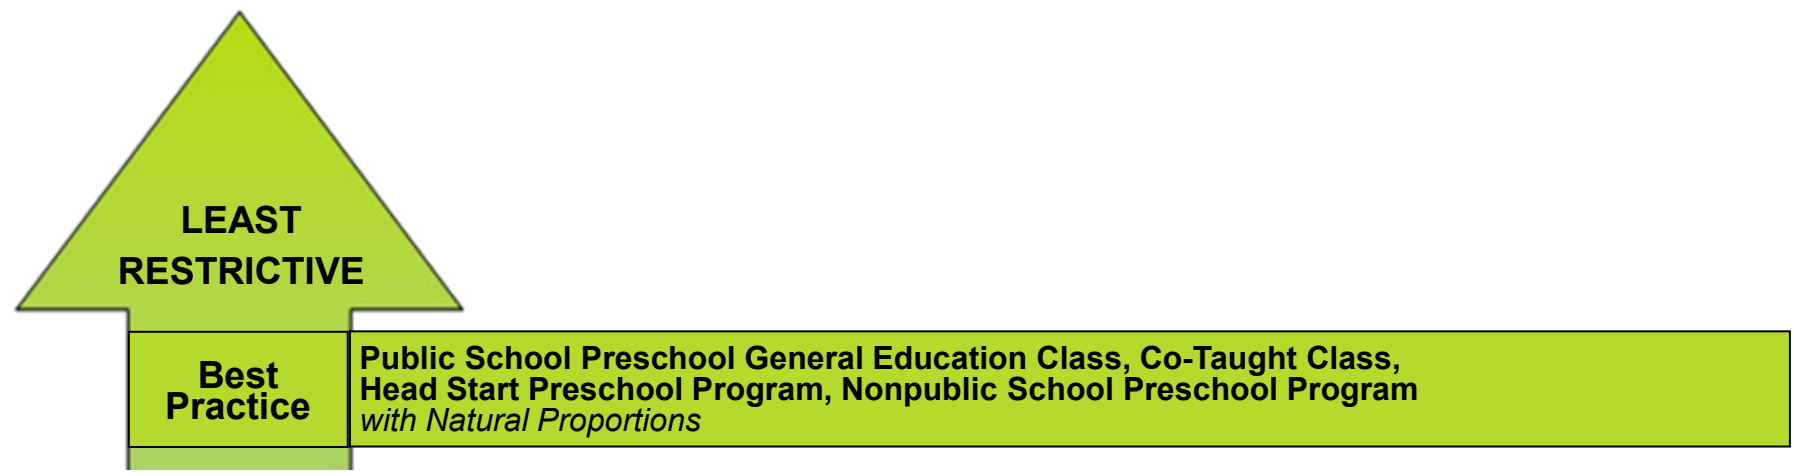 LEAST
RESTRICTIVE
Best
Practice
Public School Preschool General Education Class, Co-Taught Class,
Head Start Preschool Program, Nonpublic School Preschool Program
with Natural Proportions